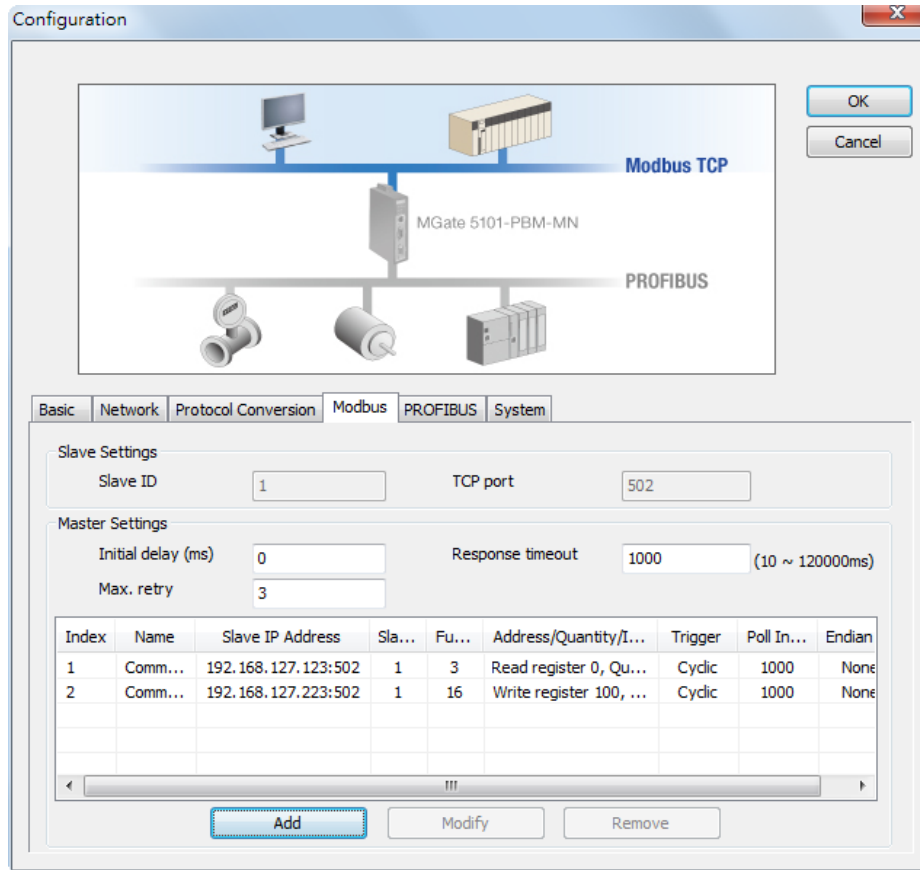 Configuration
OK
Cancel
Modbus TCP
MGate 5101-PBM-MN
PROFIBUS
Basic Network Protocol Conversion Modbus PROFIBUS System
Slave Settings
Slave ID 1 TCP port 502
Master Settings
Initial delay (ms) 0 Response timeout 1000 (10 ~ 120000ms)
Max. retry 3
Index Name Slave IP Address Sla... Fu... Address/Quantity/I... Trigger Poll In... Endian
1 Comm... 192.168.127.123:502 1 3 Read register 0, Qu... Cyclic 1000 None
2 Comm... 192.168.127.223:502 1 16 Write register 100, ... Cyclic 1000 None
Add Modify Remove